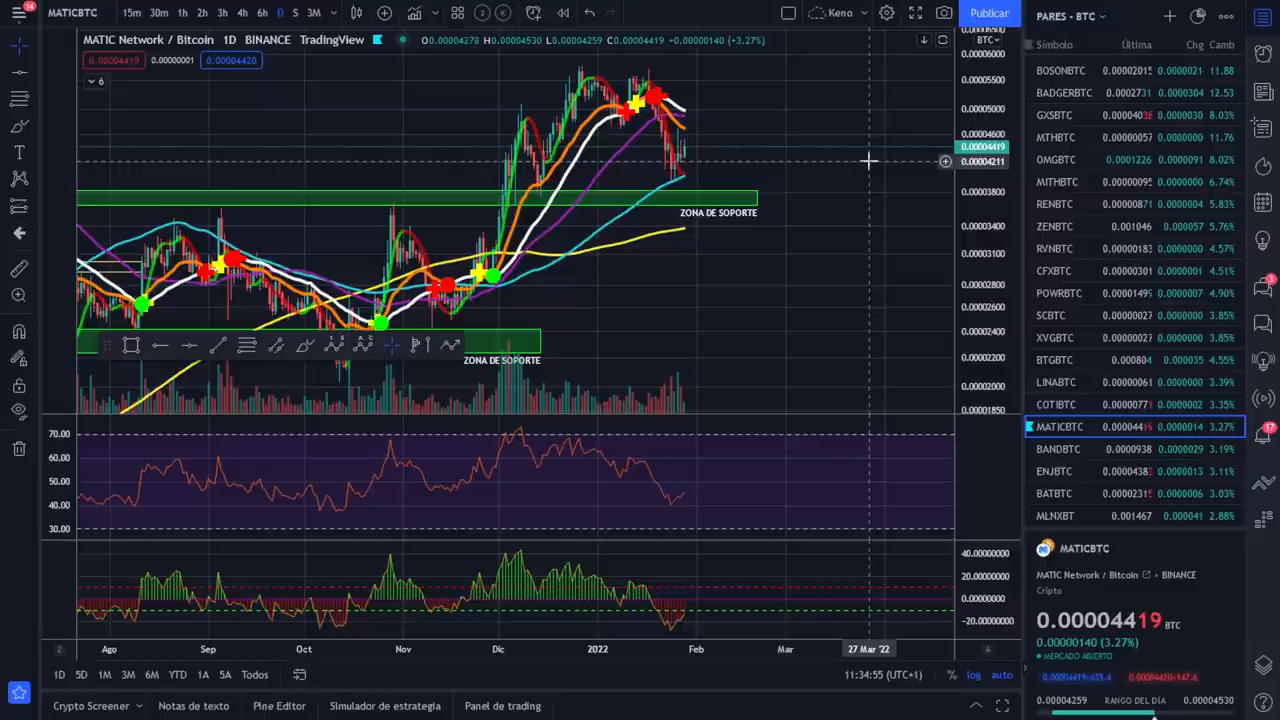 14 MATICBTC 15m 30m 1h 2h 3h 4h 6h D S 3M 2 K Keno Publicar PARES - BTC
MATIC Network / Bitcoin 1D BINANCE TradingView O0.00004278 H0.00004530 L0.00004259 C0.00004419 +0.00000140 (+3.27%) BTC
0.00004419 0.00000001 0.00004420
6
Símbolo Última Chg Camb
BOSONBTC 0.00002015 0.0000021 11.88
BADGERBTC 0.0002731 0.0000304 12.53
GXSBTC 0.00004038 0.0000030 8.03%
MTHBTC 0.00000057 0.0000000 11.76
OMGBTC 0.0001226 0.0000091 8.02%
MITHBTC 0.00000095 0.0000000 6.74%
RENBTC 0.00000871 0.0000004 5.83%
ZENBTC 0.001046 0.000057 5.76%
RVNBTC 0.00000183 0.0000000 4.57%
CFXBTC 0.00000301 0.0000001 4.51%
POWRBTC 0.00001499 0.0000007 4.90%
SCBTC 0.00000027 0.0000000 3.85%
XVGBTC 0.00000027 0.0000000 3.85%
BTGBTC 0.000804 0.000035 4.55%
LINABTC 0.00000061 0.0000000 3.39%
COTIBTC 0.00000771 0.0000002 3.35%
MATICBTC 0.00004419 0.0000014 3.27%
BANDBTC 0.0000938 0.0000029 3.19%
ENJBTC 0.00004383 0.0000013 3.11%
BATBTC 0.00002315 0.0000006 3.03%
MLNXBT 0.001467 0.000041 2.88%
0.00006000
0.00005500
0.00005000
0.00004600
0.00004419
0.00004211
0.00003800
0.00003400
0.00003100
0.00002800
0.00002600
0.00002400
0.00002200
0.00002000
0.00001850
ZONA DE SOPORTE
ZONA DE SOPORTE
70.00
60.00
50.00
40.00
30.00
40.00000000
20.00000000
0.00000000
−20.00000000
Z Ago Sep Oct Nov Dic 2022 Feb Mar 27 Mar '22 A
3
17
MATICBTC
MATIC Network / Bitcoin • BINANCE
Cripto
0.00004419 BTC
0.00000140 (3.27%)
MERCADO ABIERTO
0.00004419×635.4 0.00004420×147.6
0.00004259 RANGO DEL DÍA 0.00004530
1D 5D 1M 3M 6M YTD 1A 5A Todos 11:34:55 (UTC+1) % log auto
Crypto Screener Notas de texto Pine Editor Simulador de estrategia Panel de trading